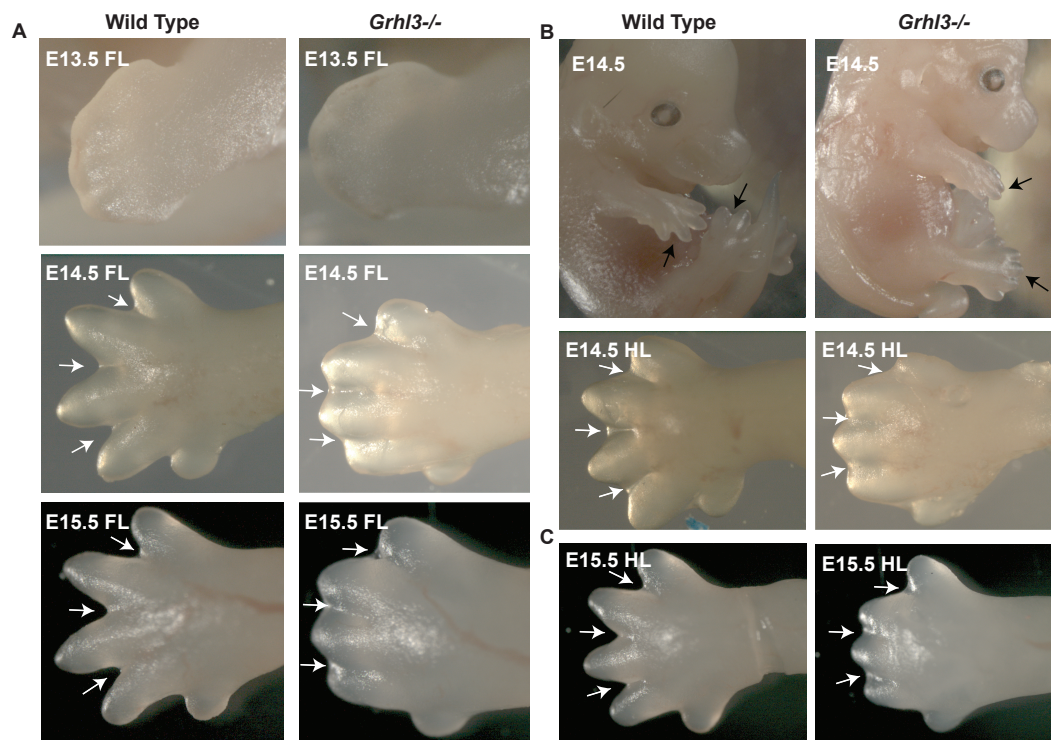 A
Wild Type
Grhl3-/-
E13.5 FL
E13.5 FL
E14.5 FL
E14.5 FL
E15.5 FL
E15.5 FL
B
Wild Type
Grhl3-/-
E14.5
E14.5
E14.5 HL
E14.5 HL
C
E15.5 HL
E15.5 HL